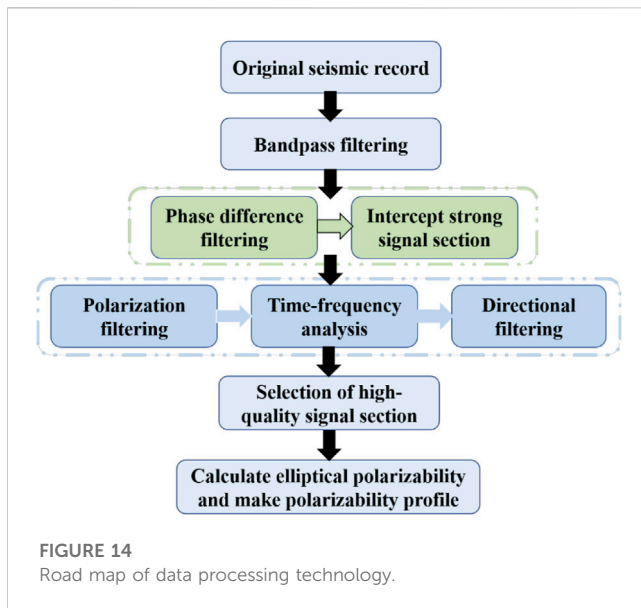 Original seismic record
Bandpass filtering
Phase difference
filtering
Intercept strong
signal section
Polarization
filtering
Time-frequency
analysis
Directional
filtering
Selection of high-
quality signal section
Calculate elliptical polarizability
and make polarizability profile
FIGURE 14
Road map of data processing technology.